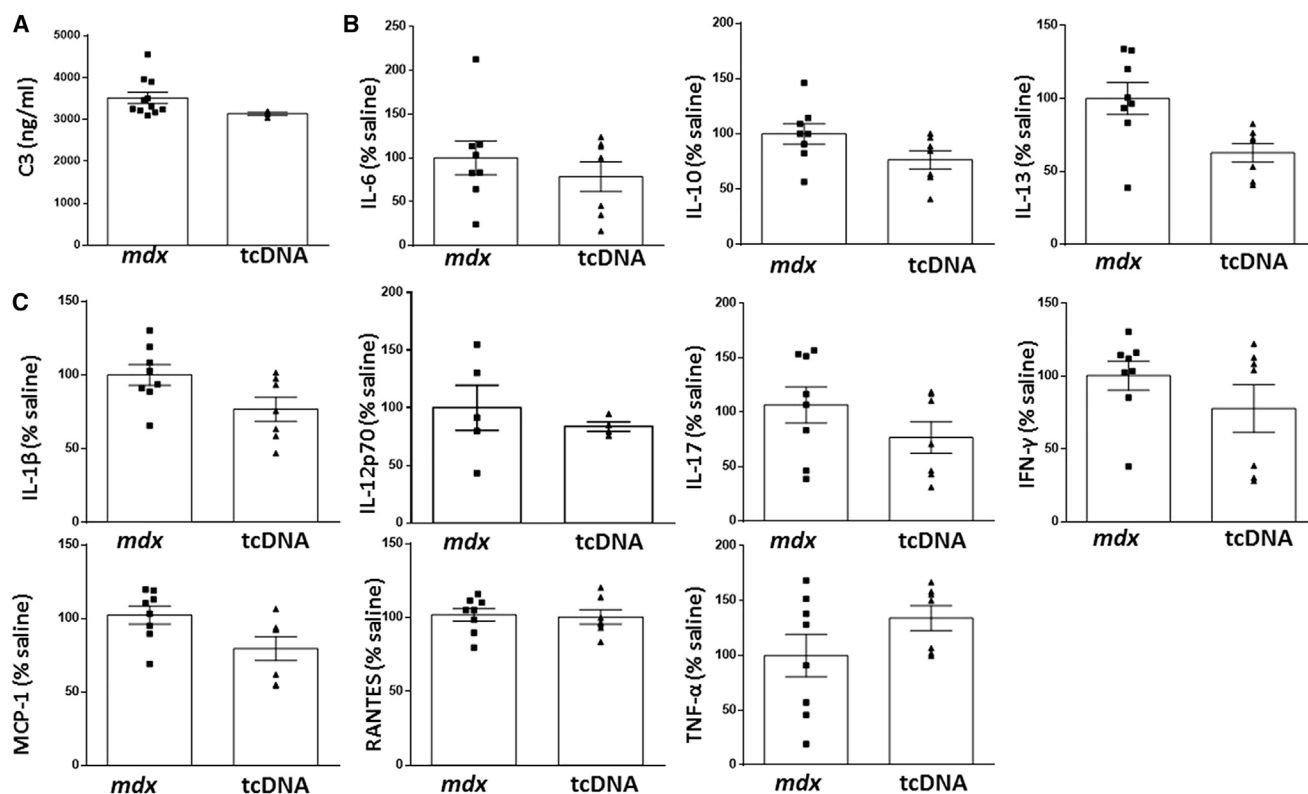 A
C3 (ng/ml)
5000
4000
3000
2000
1000
0
mdx
tcDNA
B
IL-6 (% saline)
250
200
150
100
50
0
mdx
tcDNA
IL-10 (% saline)
200
150
100
50
0
mdx
tcDNA
IL-13 (% saline)
150
100
50
0
mdx
tcDNA
C
IL-1β (% saline)
150
100
50
0
mdx
tcDNA
IL-12p70 (% saline)
200
150
100
50
0
mdx
tcDNA
IL-17 (% saline)
200
150
100
50
0
mdx
tcDNA
IFN-γ (% saline)
150
100
50
0
mdx
tcDNA
MCP-1 (% saline)
150
100
50
0
mdx
tcDNA
RANTES (% saline)
150
100
50
0
mdx
tcDNA
TNF-α (% saline)
200
150
100
50
0
mdx
tcDNA